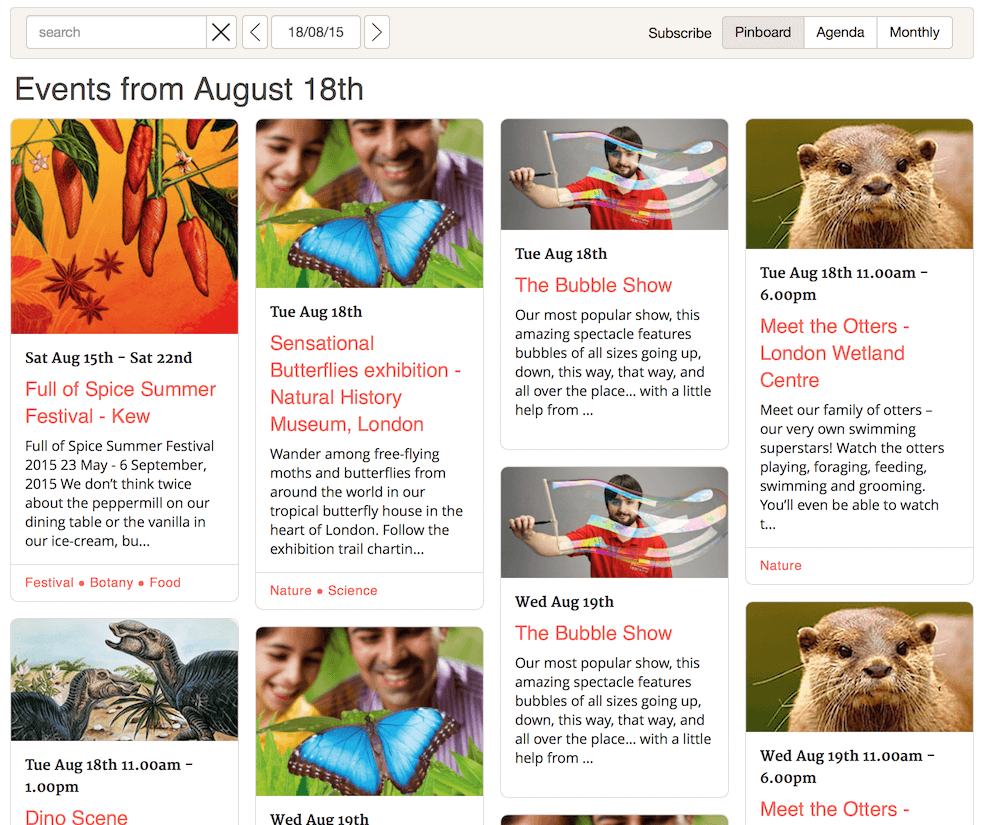 search
18/08/15
Subscribe
Pinboard
Agenda
Monthly
Events from August 18th
Sat Aug 15th - Sat 22nd
Full of Spice Summer
Festival - Kew
Full of Spice Summer Festival
2015 23 May - 6 September,
2015 We don’t think twice
about the peppermill on our
dining table or the vanilla in
our ice-cream, bu...
Festival ● Botany ● Food
Tue Aug 18th 11.00am -
1.00pm
Dino Scene
Tue Aug 18th
Sensational
Butterflies exhibition -
Natural History
Museum, London
Wander among free-flying
moths and butterflies from
around the world in our
tropical butterfly house in the
heart of London. Follow the
exhibition trail chartin...
Nature ● Science
Wed Aug 19th
Tue Aug 18th
The Bubble Show
Our most popular show, this
amazing spectacle features
bubbles of all sizes going up,
down, this way, that way, and
all over the place... with a little
help from ...
Wed Aug 19th
The Bubble Show
Our most popular show, this
amazing spectacle features
bubbles of all sizes going up,
down, this way, that way, and
all over the place... with a little
help from ...
Tue Aug 18th 11.00am -
6.00pm
Meet the Otters -
London Wetland
Centre
Meet our family of otters –
our very own swimming
superstars! Watch the otters
playing, foraging, feeding,
swimming and grooming.
You’ll even be able to watch
t...
Nature
Wed Aug 19th 11.00am -
6.00pm
Meet the Otters -